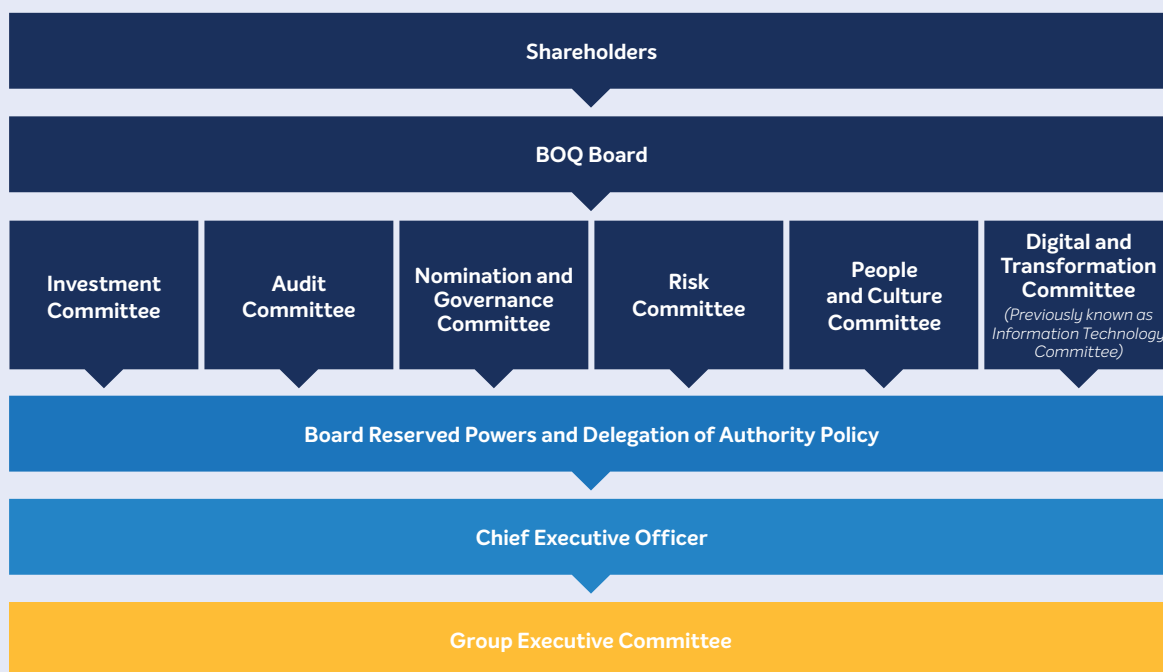 Shareholders
BOQ Board
Investment
Committee
Audit
Committee
Nomination and
Governance
Committee
Risk
Committee
People
and Culture
Committee
Digital and
Transformation
Committee
(Previously known as
Information Technology
Committee)
Board Reserved Powers and Delegation of Authority Policy
Chief Executive Officer
Group Executive Committee